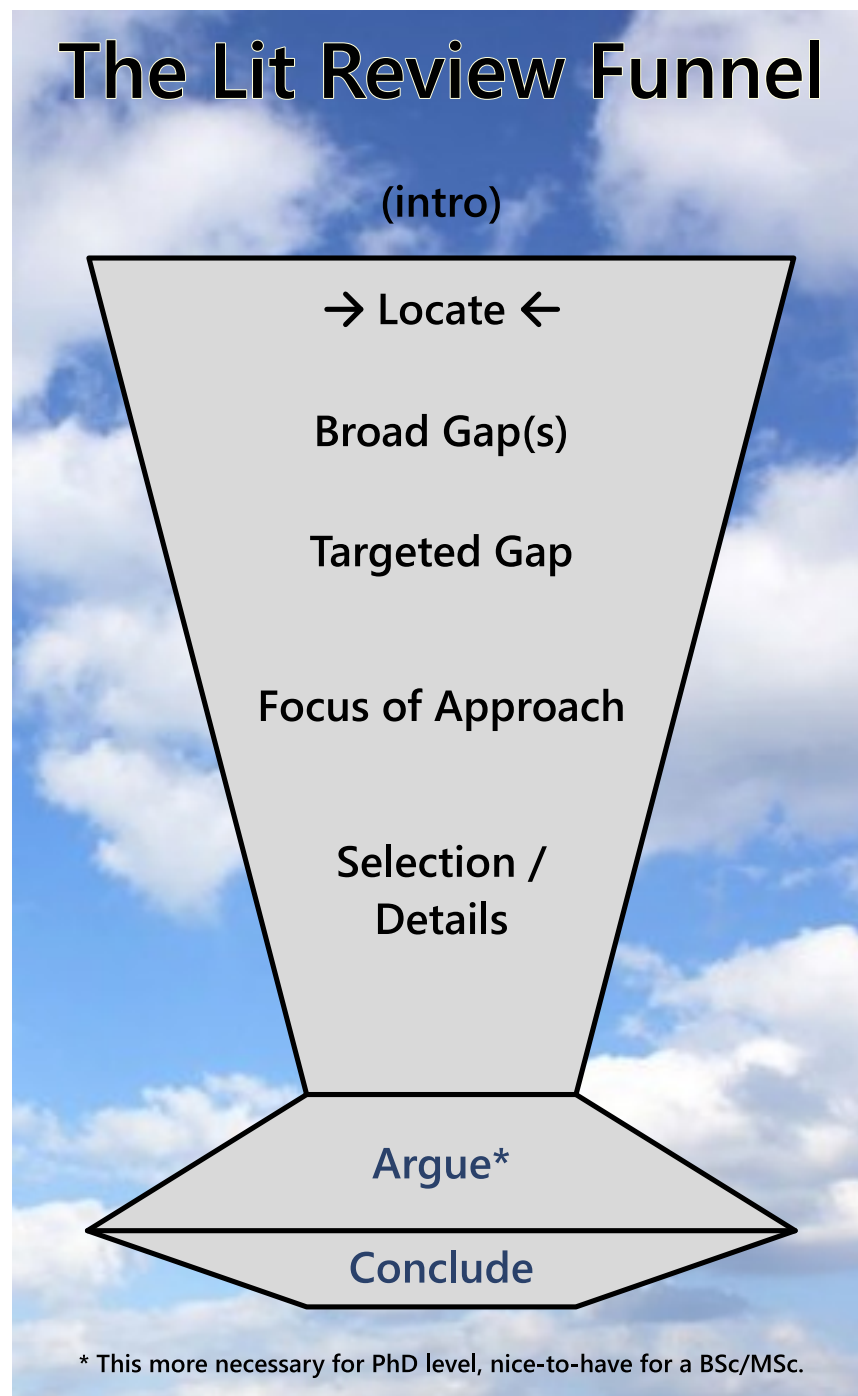 The Lit Review Funnel
(intro)
→ Locate ←
Broad Gap(s)
Targeted Gap
Focus of Approach
Selection /
Details
Argue*
Conclude
* This more necessary for PhD level, nice-to-have for a BSc/MSc.